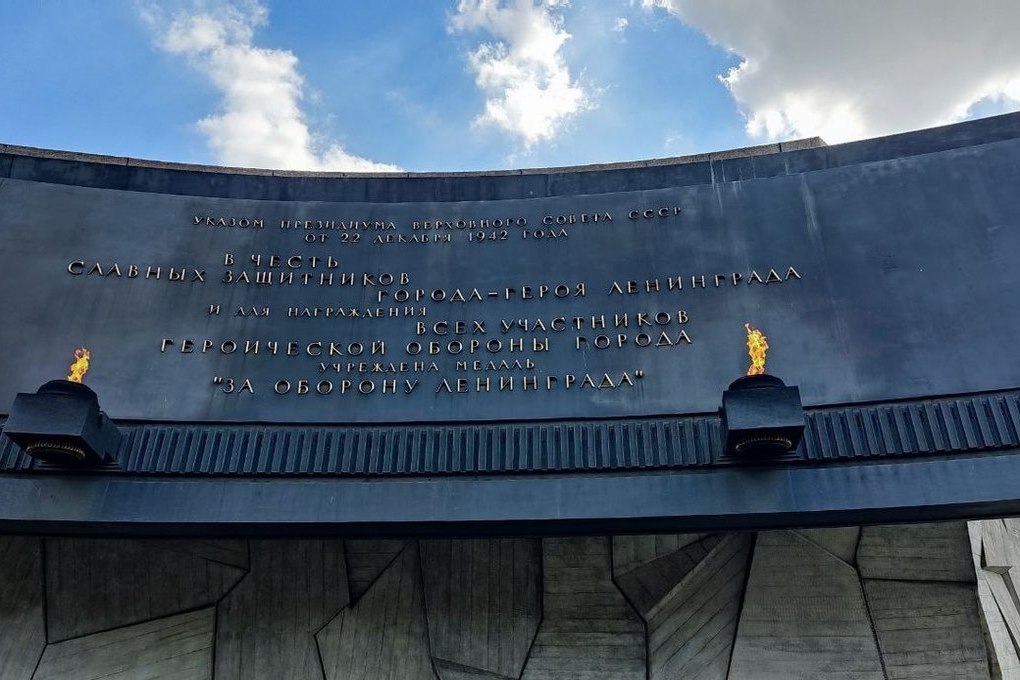 УКАЗОМ ПРЕЗИДИУМА ВЕРХОВНОГО СОВЕТА СССР
ОТ 22 ДЕКАБРЯ 1942 ГОДА
В ЧЕСТЬ
СЛАВНЫХ ЗАЩИТНИКОВ
ГОРОДА-ГЕРОЯ ЛЕНИНГРАДА
И ДЛЯ НАГРАЖДЕНИЯ
ВСЕХ УЧАСТНИКОВ
ГЕРОИЧЕСКОЙ ОБОРОНЫ ГОРОДА
УЧРЕЖДЕНА МЕДАЛЬ
"ЗА ОБОРОНУ ЛЕНИНГРАДА"